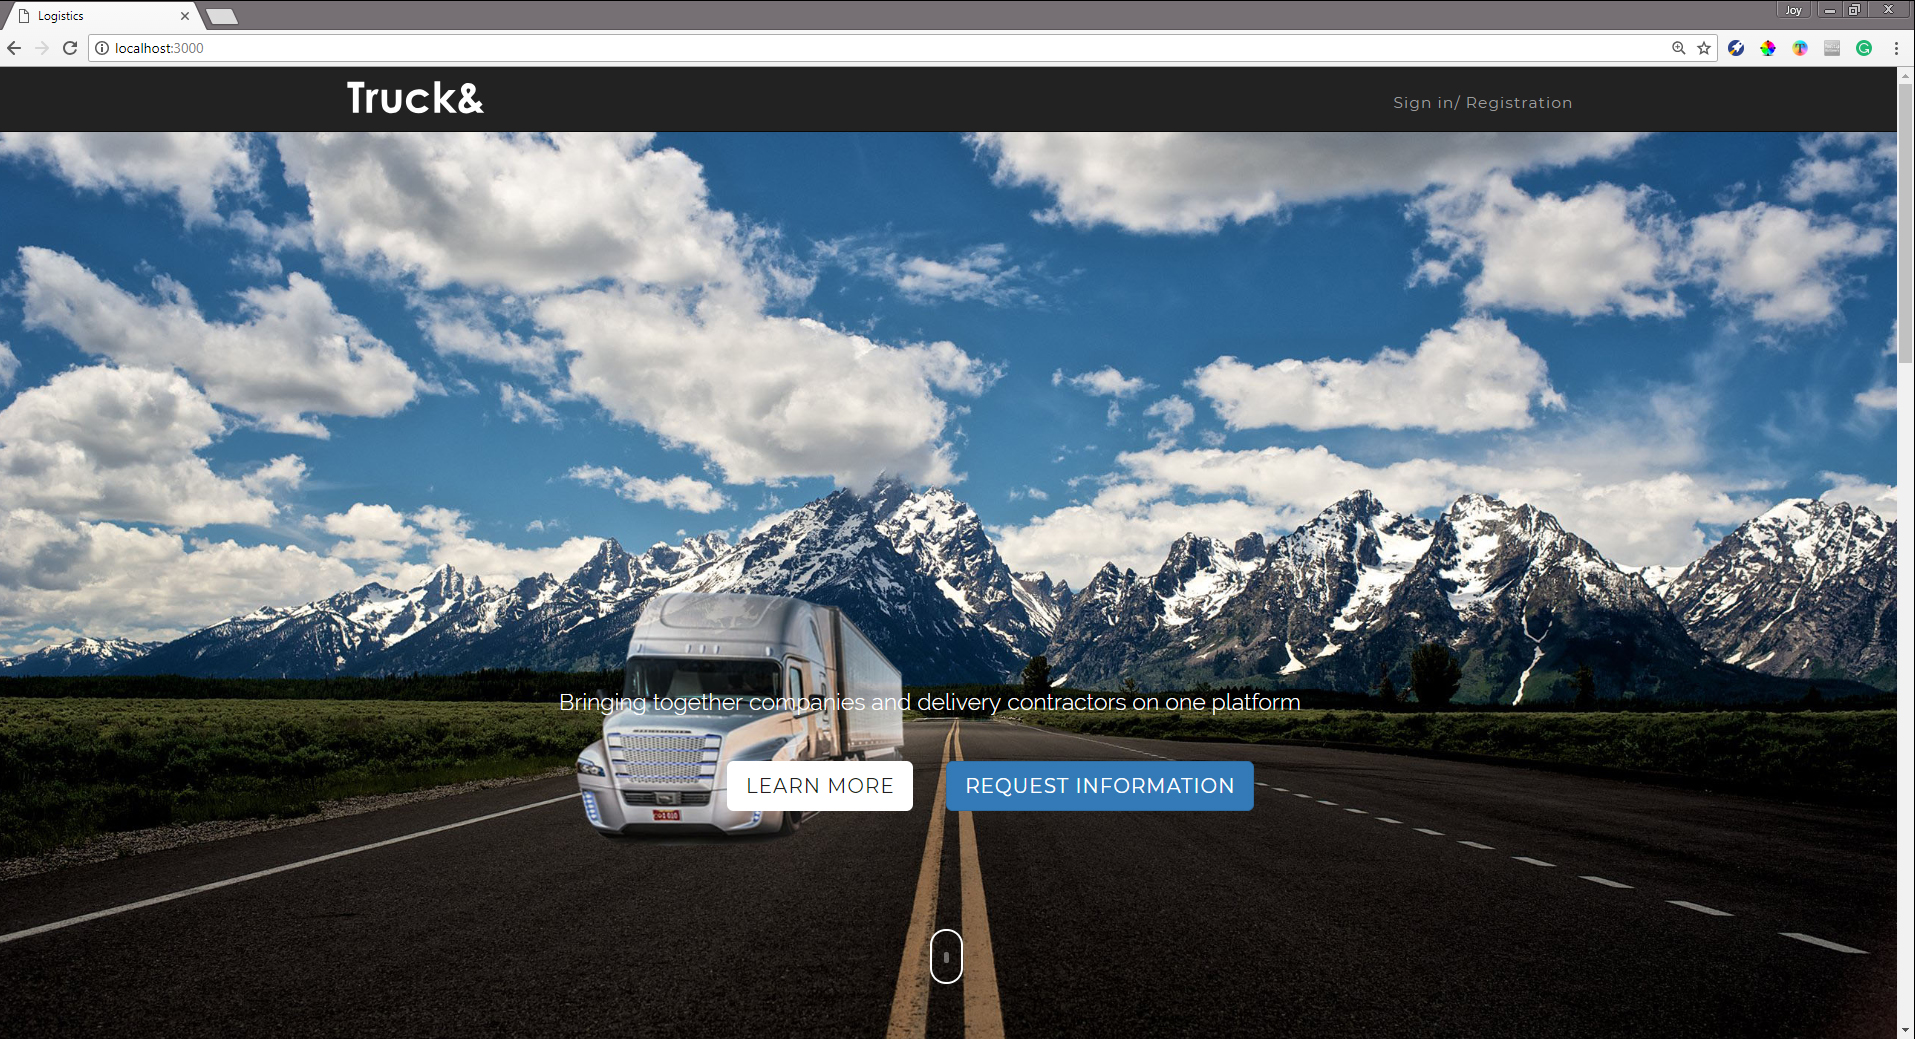 Logistics
Joy
localhost:3000
Truck&
Sign in/ Registration
Bringing together companies and delivery contractors on one platform
LEARN MORE
REQUEST INFORMATION